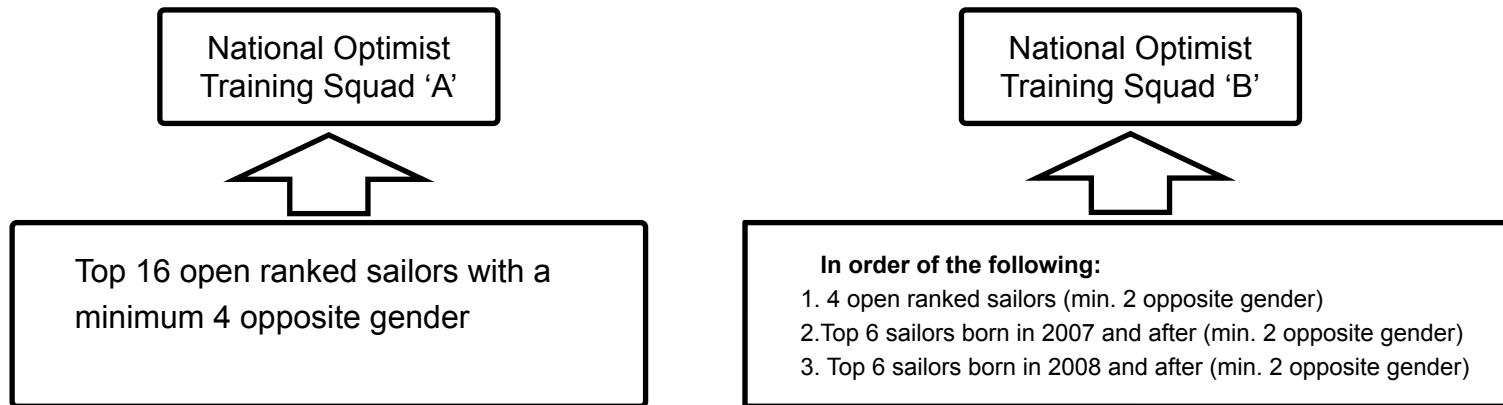 National Optimist
Training Squad ‘A’
Top 16 open ranked sailors with a
minimum 4 opposite gender
National Optimist
Training Squad ‘B’
In order of the following:
1. 4 open ranked sailors (min. 2 opposite gender)
2.Top 6 sailors born in 2007 and after (min. 2 opposite gender)
3. Top 6 sailors born in 2008 and after (min. 2 opposite gender)